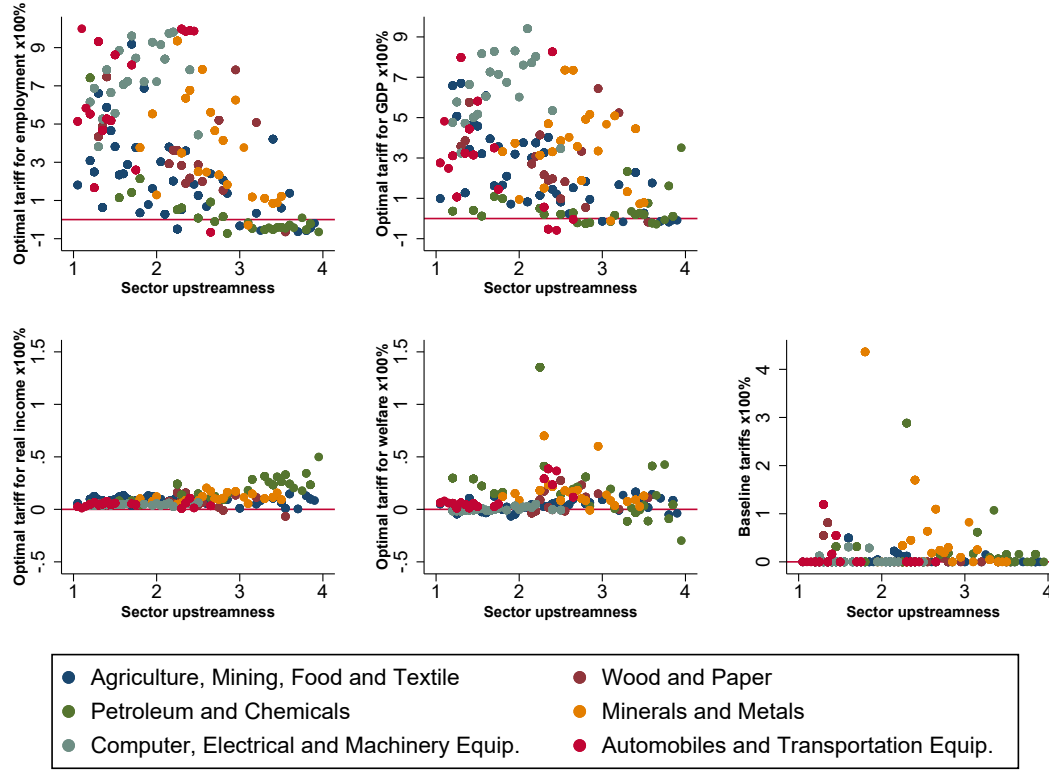 Optimal tariff for employment x100%
9
7
5
3
1
-1
1 2 3 4
Sector upstreamness
Optimal tariff for GDP x100%
9
7
5
3
1
-1
1 2 3 4
Sector upstreamness
Optimal tariff for real income x100%
1.5
1
.5
0
-.5
1 2 3 4
Sector upstreamness
Optimal tariff for welfare x100%
1.5
1
.5
0
-.5
1 2 3 4
Sector upstreamness
Baseline tariffs x100%
4
3
2
1
0
1 2 3 4
Sector upstreamness
Agriculture, Mining, Food and Textile
Wood and Paper
Petroleum and Chemicals
Minerals and Metals
Computer, Electrical and Machinery Equip.
Automobiles and Transportation Equip.